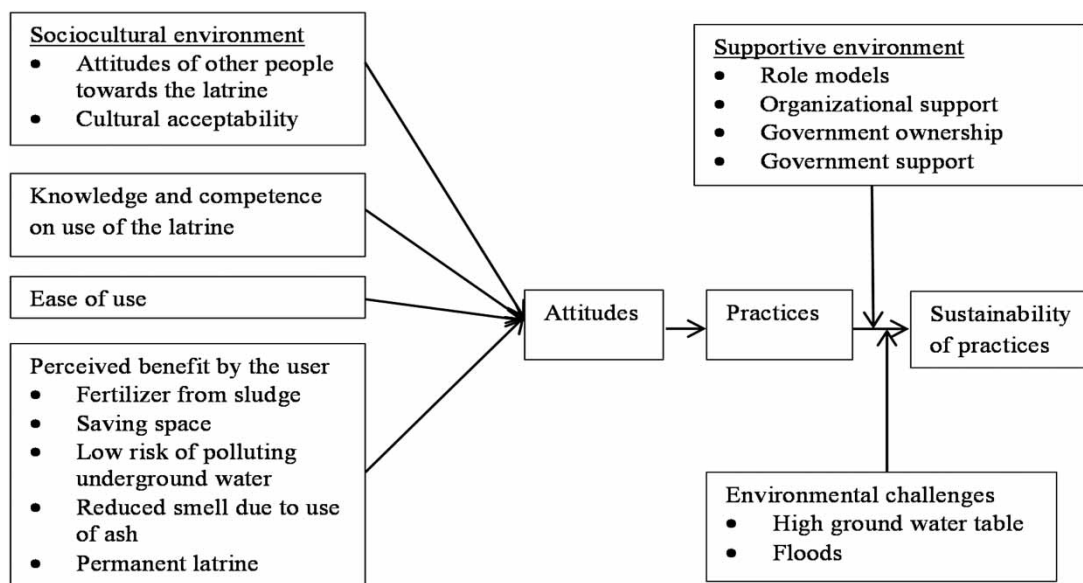 Sociocultural environment
• Attitudes of other people
towards the latrine
• Cultural acceptability
Knowledge and competence
on use of the latrine
Ease of use
Perceived benefit by the user
• Fertilizer from sludge
• Saving space
• Low risk of polluting
underground water
• Reduced smell due to use
of ash
• Permanent latrine
Attitudes
Practices
Supportive environment
• Role models
• Organizational support
• Government ownership
• Government support
Sustainability
of practices
Environmental challenges
• High ground water table
• Floods